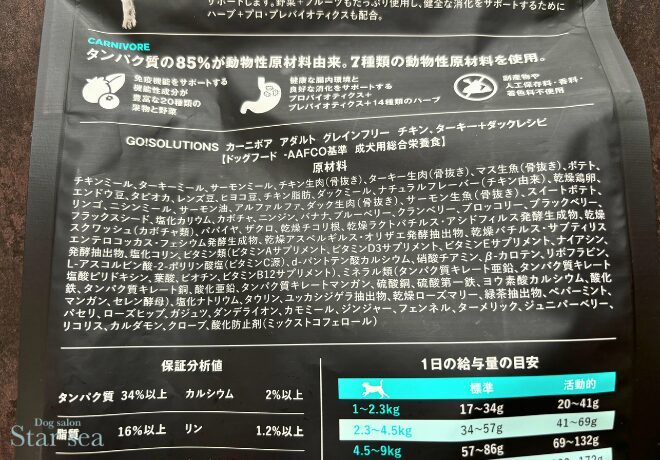 サポートします。野菜+フルーツもたっぷり使用し、健全な消化をサポートするために
ハーブ+プロ・プレバイオティクスも配合。
CARNIVORE
タンパク質の85%が動物性原材料由来。7種類の動物性原材料を使用。
免疫機能をサポートする
機能性成分が
豊富な20種類の
果物と野菜
健康な腸内環境と
良好な消化をサポートする
プロバイオティクス+
プレバイオティクス+14種類のハーブ
副産物や
人工保存料・香料・
着色料不使用
GO!SOLUTIONS カーニボア アダルト グレインフリー チキン、ターキー+ダックレシピ
【ドッグフード -AAFCO基準 成犬用総合栄養食】
原材料
チキンミール、ターキーミール、サーモンミール、チキン生肉(骨抜き)、ターキー生肉(骨抜き)、マス生魚(骨抜き)、ポテト、
エンドウ豆、タピオカ、レンズ豆、ヒヨコ豆、チキン脂肪、ダックミール、ナチュラルフレーバー(チキン由来)、乾燥鶏卵、
リンゴ、ニシンミール、サーモン油、アルファルファ、ダック生肉(骨抜き)、サーモン生魚(骨抜き)、スイートポテト、
フラックスシード、塩化カリウム、カボチャ、ニンジン、バナナ、ブルーベリー、クランベリー、ブロッコリー、ブラックベリー、
スクワッシュ(カボチャ類)、パパイヤ、ザクロ、乾燥チコリ根、乾燥ラクトバチルス・アシドフィルス発酵生成物、乾燥
エンテロコッカス・フェシウム発酵生成物、乾燥アスペルギルス・オリザエ発酵抽出物、乾燥バチルス・サブティリス
発酵抽出物、塩化コリン、ビタミン類(ビタミンAサプリメント、ビタミンD3サプリメント、ビタミンEサプリメント、ナイアシン、
L-アスコルビン酸-2-ポリリン酸塩(ビタミンC源)、d-パントテン酸カルシウム、硝酸チアミン、β-カロテン、リボフラビン、
塩酸ピリドキシン、葉酸、ビオチン、ビタミンB12サプリメント)、ミネラル類(タンパク質キレート亜鉛、タンパク質キレート
鉄、タンパク質キレート銅、酸化亜鉛、タンパク質キレートマンガン、硫酸銅、硫酸第一鉄、ヨウ素酸カルシウム、酸化
マンガン、セレン酵母)、塩化ナトリウム、タウリン、ユッカシジゲラ抽出物、乾燥ローズマリー、緑茶抽出物、ペパーミント、
パセリ、ローズヒップ、ガジュツ、ダンデライオン、カモミール、ジンジャー、フェンネル、ターメリック、ジュニパーベリー、
リコリス、カルダモン、クローブ、酸化防止剤(ミックストコフェロール)
保証分析値
タンパク質 34%以上 カルシウム 2%以上
脂質 16%以上 リン 1.2%以上
1日の給与量の目安
標準 活動的
1~2.3kg 17~34g 20~41g
2.3~4.5kg 34~57g 41~69g
4.5~9kg 57~86g 69~132g
Dog salon
Star sea